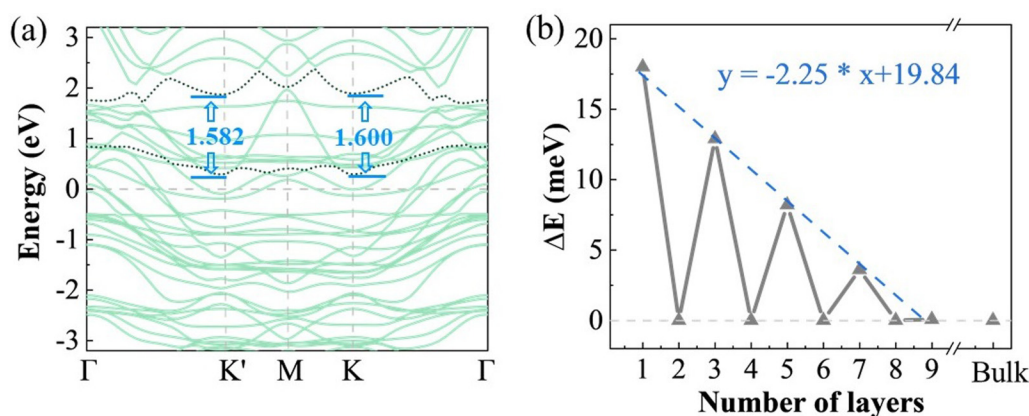 (a)
Energy (eV)
3
2
1
0
-1
-2
-3
1.582
1.600
Γ
K'
M
K
Γ
(b)
y = -2.25 * x+19.84
ΔE (meV)
20
15
10
5
0
1 2 3 4 5 6 7 8 9 Bulk
Number of layers